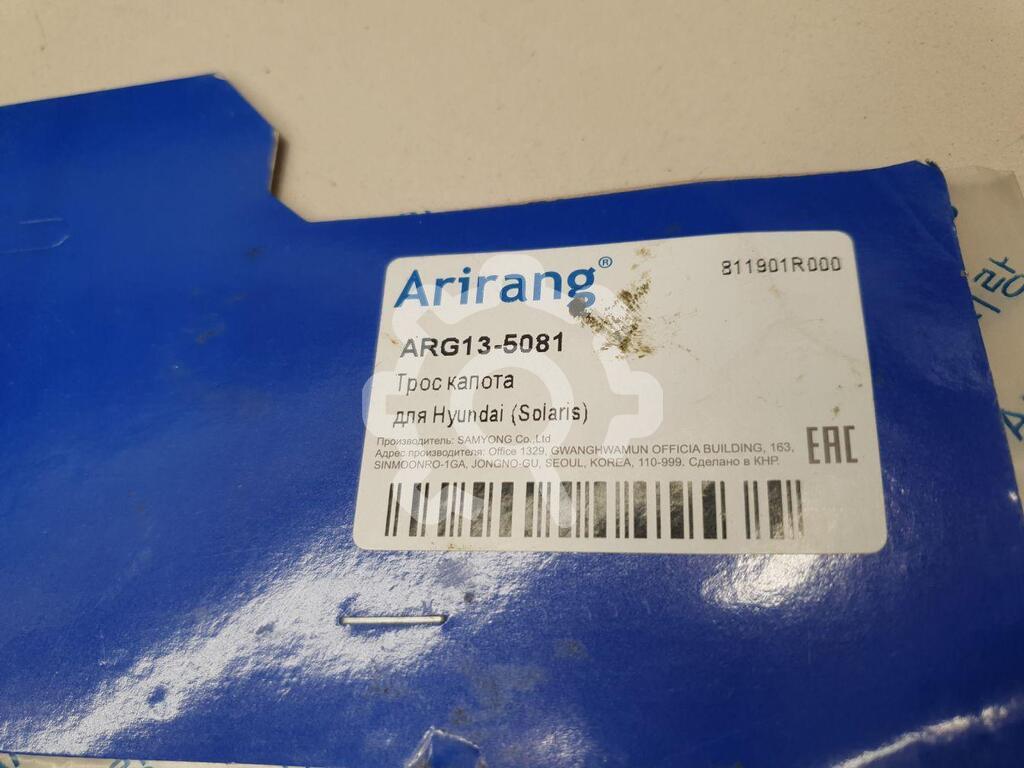 Arirang®
811901R000
ARG13-5081
Трос капота
для Hyundai (Solaris)
Производитель: SAMYONG Co.,Ltd
Адрес производителя: Office 1329, GWANGHWAMUN OFFICIA BUILDING, 163,
SINMOONRO-1GA, JONGNO-GU, SEOUL, KOREA, 110-999. Сделано в КНР.
EAC